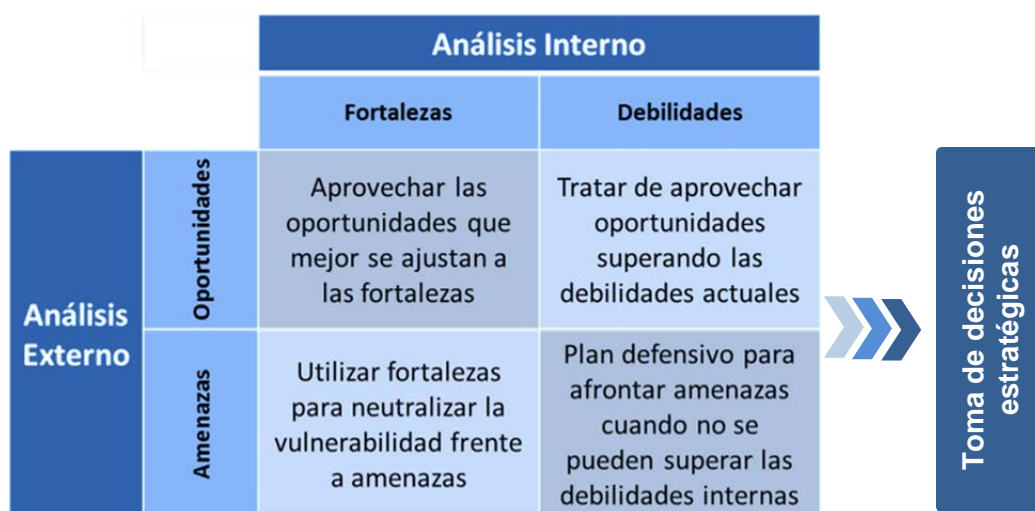 Análisis Interno
Fortalezas
Debilidades
Análisis
Externo
Oportunidades
Aprovechar las
oportunidades que
mejor se ajustan a
las fortalezas
Tratar de aprovechar
oportunidades
superando las
debilidades actuales
Amenazas
Utilizar fortalezas
para neutralizar la
vulnerabilidad frente
a amenazas
Plan defensivo para
afrontar amenazas
cuando no se
pueden superar las
debilidades internas
Toma de decisiones
estratégicas